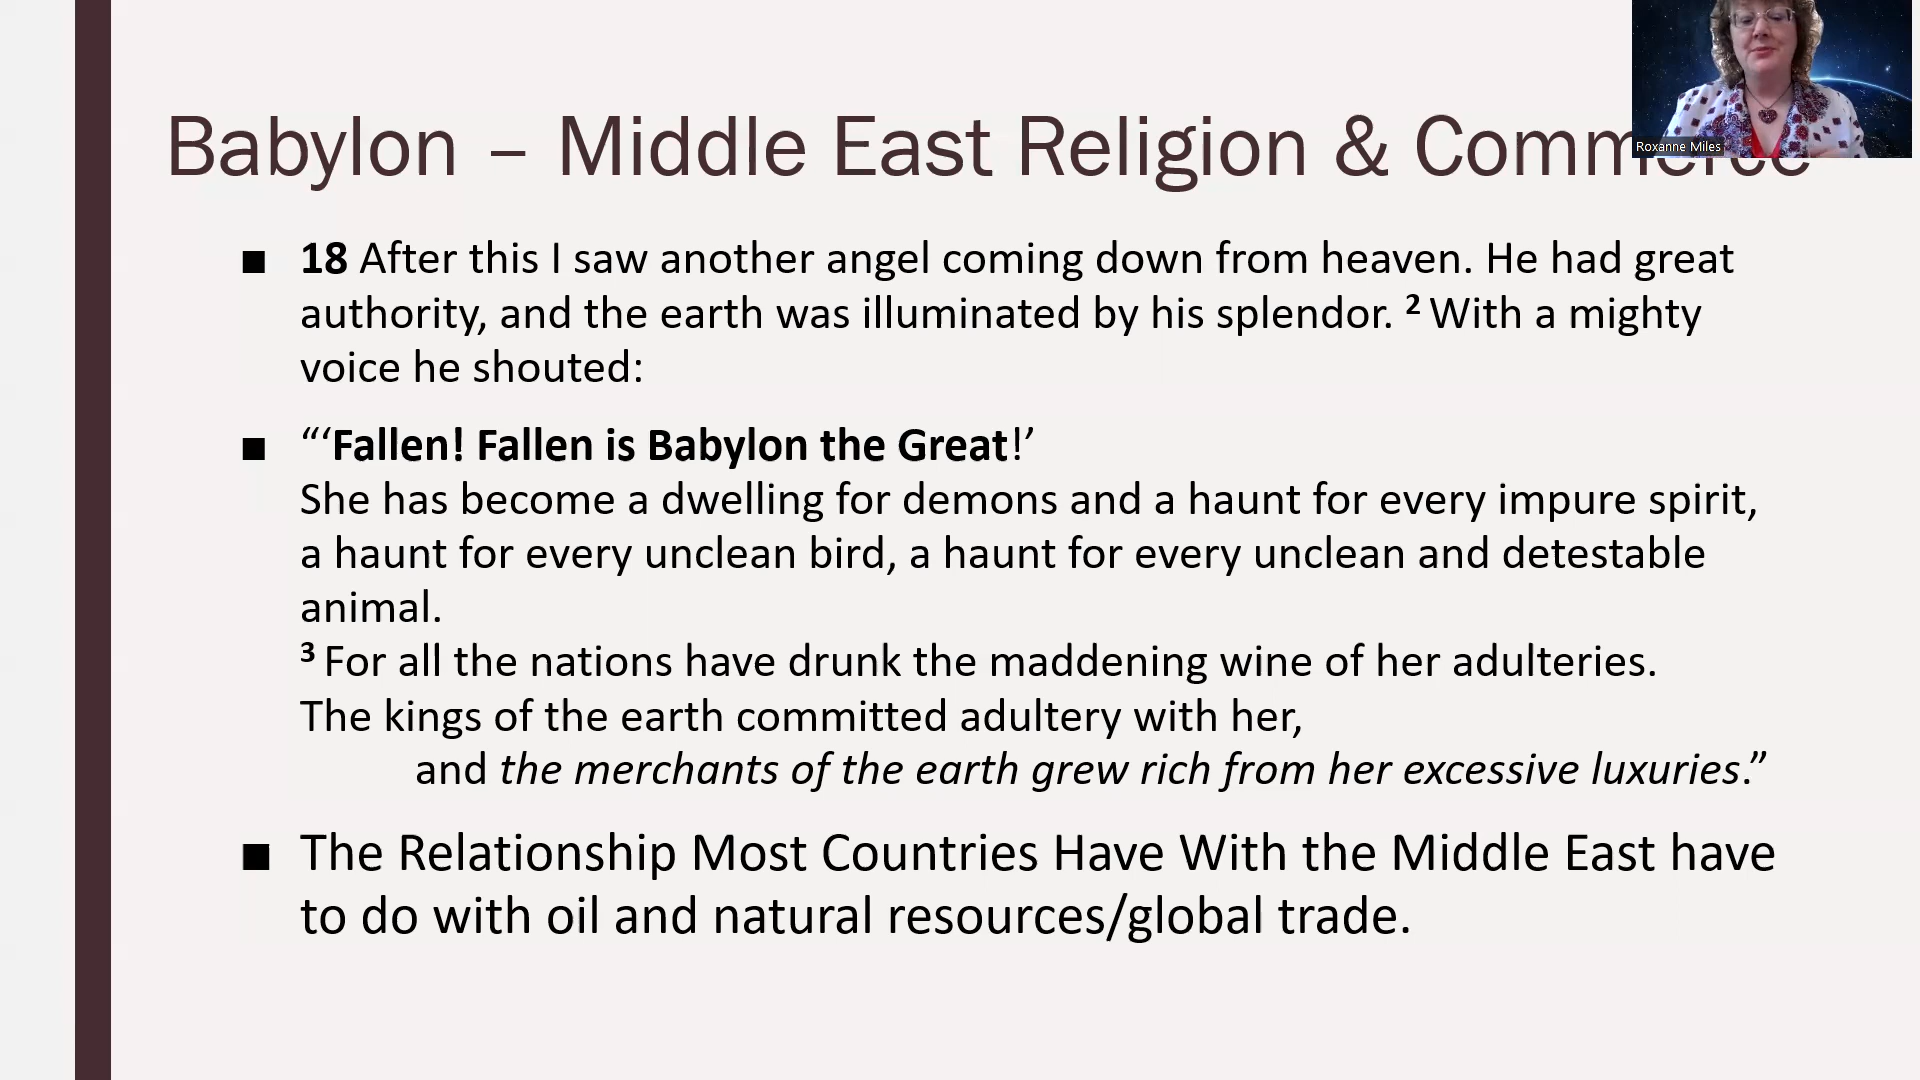 Babylon – Middle East Religion & Commerce
Roxanne Miles
■ 18 After this I saw another angel coming down from heaven. He had great
authority, and the earth was illuminated by his splendor. ² With a mighty
voice he shouted:
■ “‘Fallen! Fallen is Babylon the Great!’
She has become a dwelling for demons and a haunt for every impure spirit,
a haunt for every unclean bird, a haunt for every unclean and detestable
animal.
³ For all the nations have drunk the maddening wine of her adulteries.
The kings of the earth committed adultery with her,
and the merchants of the earth grew rich from her excessive luxuries.”
■ The Relationship Most Countries Have With the Middle East have
to do with oil and natural resources/global trade.